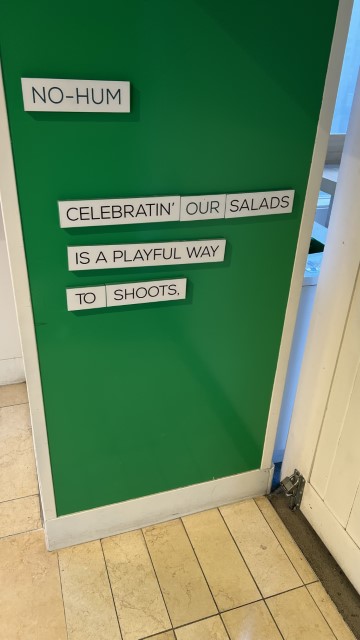 NO-HUM
CELEBRATIN' OUR SALADS
IS A PLAYFUL WAY
TO SHOOTS.